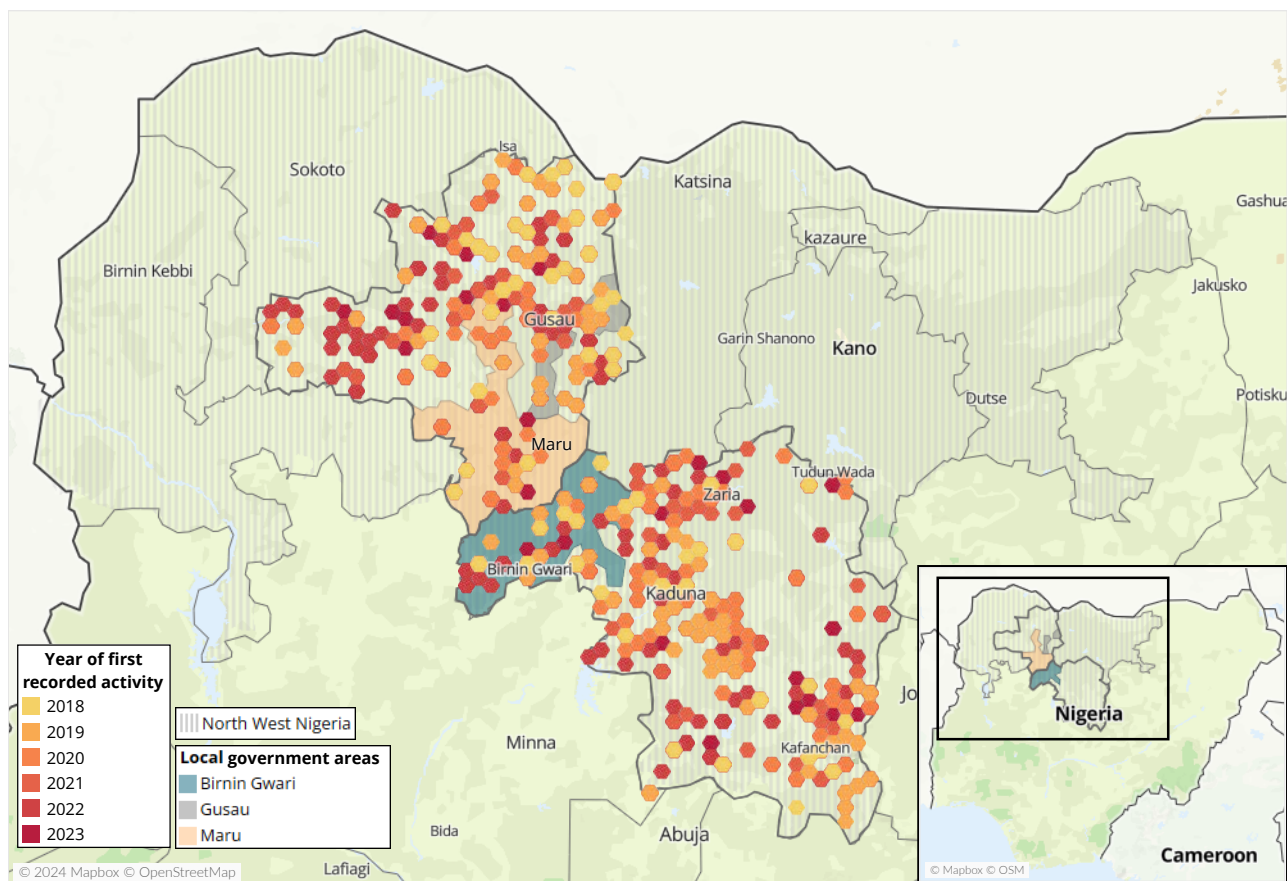 Isa
Sokoto
Katsina
Gashua
kazaure
Birnin Kebbi
Jakusko
Gusau
Garin Shanono
Kano
Potisku
Dutse
Maru
Tudun Wada
Zaria
Birnin Gwari
Kaduna
Jo
Minna
Kafanchan
Bida
Abuja
Lafiagi
Year of first
recorded activity
2018
2019
2020
2021
2022
2023
North West Nigeria
Local government areas
Birnin Gwari
Gusau
Maru
Nigeria
Cameroon
© 2024 Mapbox © OpenStreetMap
© Mapbox © OSM